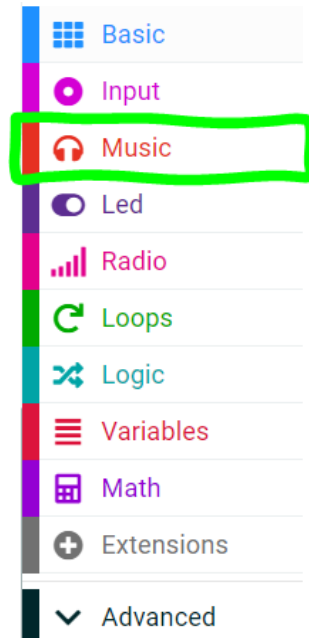 Basic
Input
Music
Led
Radio
Loops
Logic
Variables
Math
Extensions
Advanced